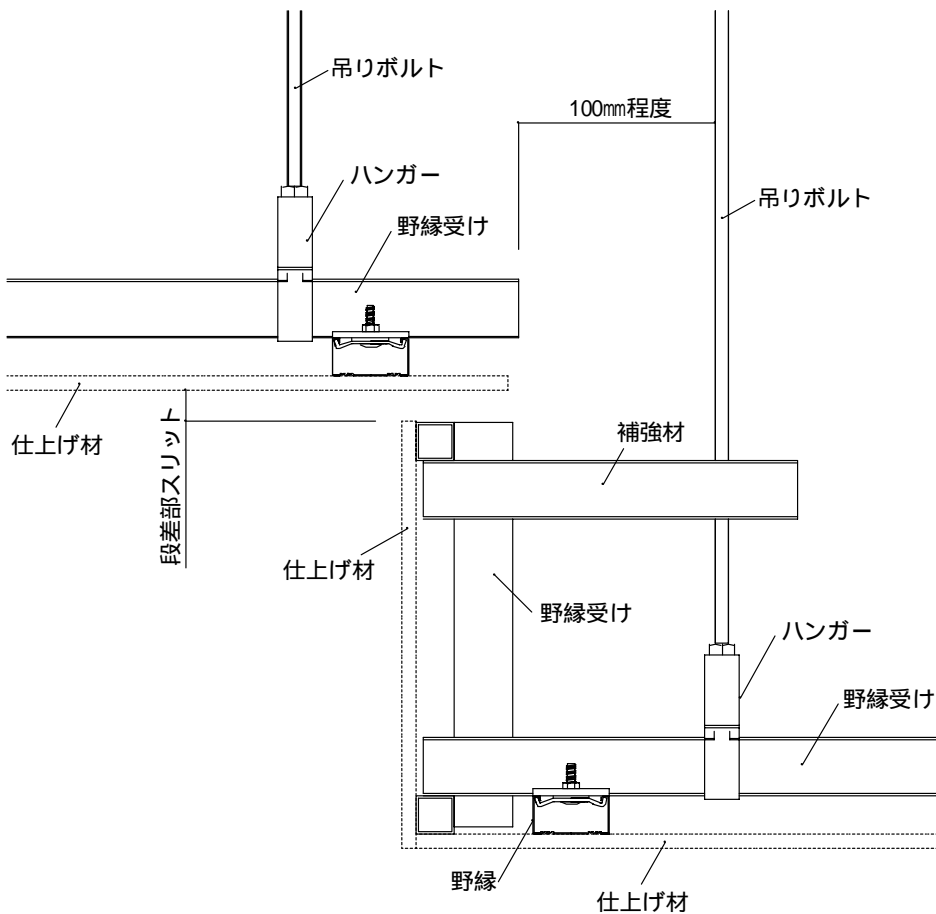 吊りボルト
100mm程度
ハンガー
吊りボルト
野縁受け
仕上げ材
段差部スリット
補強材
仕上げ材
野縁受け
ハンガー
野縁受け
野縁
仕上げ材